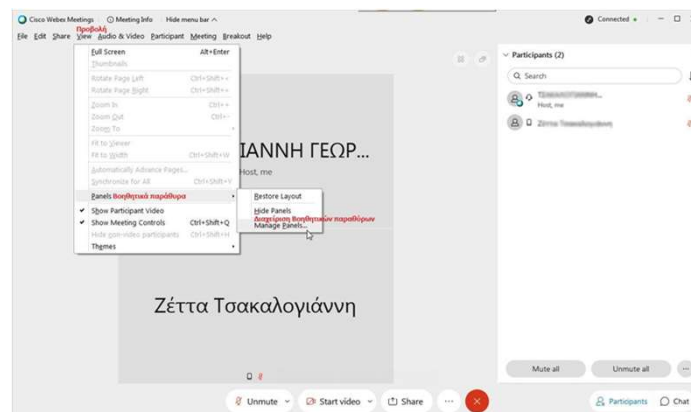 Cisco Webex Meetings Meeting Info Hide menu bar Connected
Προβολή
File Edit Share View Audio & Video Participant Meeting Breakout Help
Full Screen Alt+Enter
Thumbnails
Rotate Page Left
Rotate Page Right
Zoom In Ctrl++
Zoom Out Ctrl+-
Zoom To
Fit to Viewer
Fit to Width Ctrl+Shift+W
Automatically Advance Pages...
Synchronize for All Ctrl+Shift+Y
Panels Βοηθητικά παράθυρα
Show Participant Video
Show Meeting Controls Ctrl+Shift+Q
Hide non-video participants Ctrl+Shift+H
Themes
Restore Layout
Hide Panels
Διαχείριση Βοηθητικών παραθύρων
Manage Panels...
ΙΑΝΝΗ ΓΕΩΡ...
Host, me
Ζέττα Τσακαλογιάννη
Participants (2)
Search
Host, me
Mute all Unmute all ...
Unmute Start video Share ... Participants Chat